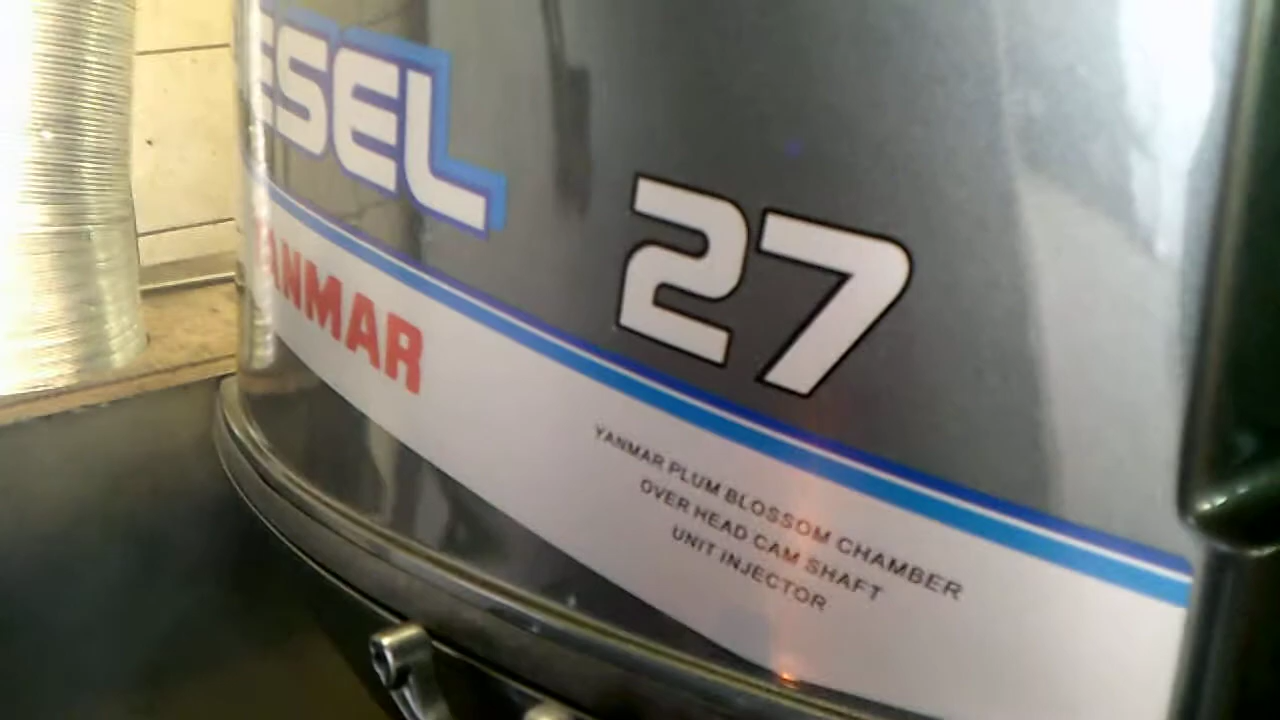 ESEL
27
ANMAR
YANMAR PLUM BLOSSOM CHAMBER
OVER HEAD CAM SHAFT
UNIT INJECTOR